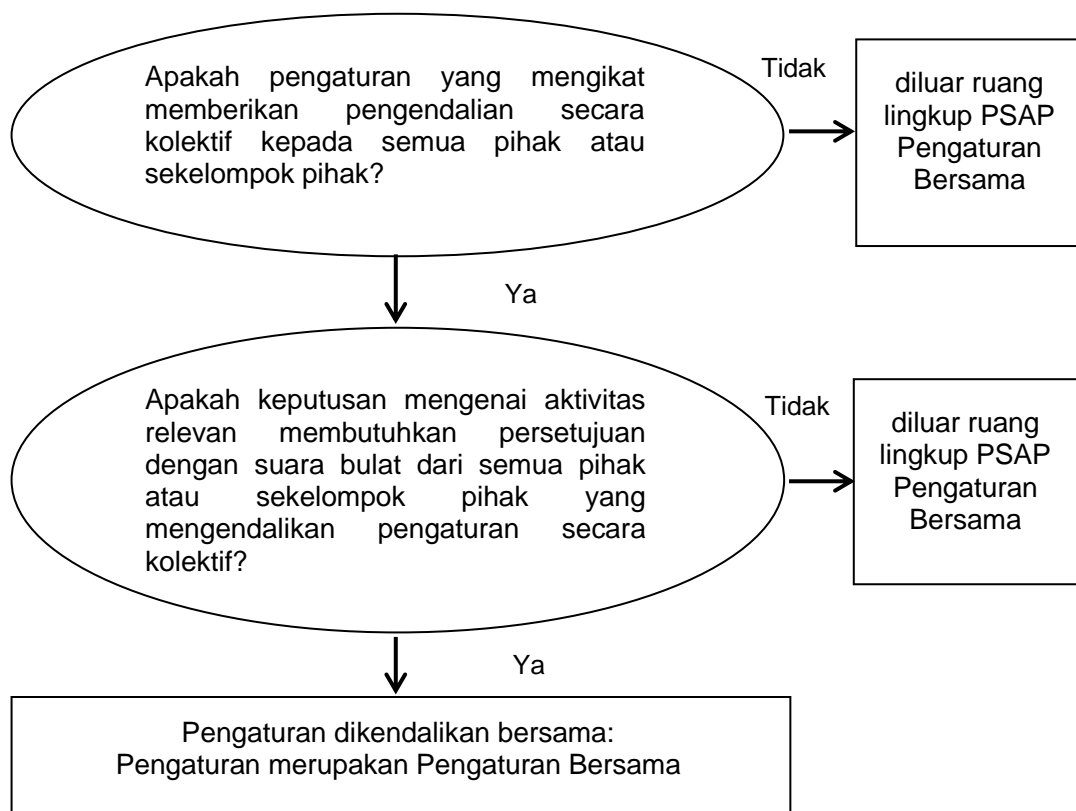 Apakah pengaturan yang mengikat
memberikan pengendalian secara
kolektif kepada semua pihak atau
sekelompok pihak?
Tidak
diluar ruang
lingkup PSAP
Pengaturan
Bersama
Ya
Apakah keputusan mengenai aktivitas
relevan membutuhkan persetujuan
dengan suara bulat dari semua pihak
atau sekelompok pihak yang
mengendalikan pengaturan secara
kolektif?
Tidak
diluar ruang
lingkup PSAP
Pengaturan
Bersama
Ya
Pengaturan dikendalikan bersama:
Pengaturan merupakan Pengaturan Bersama